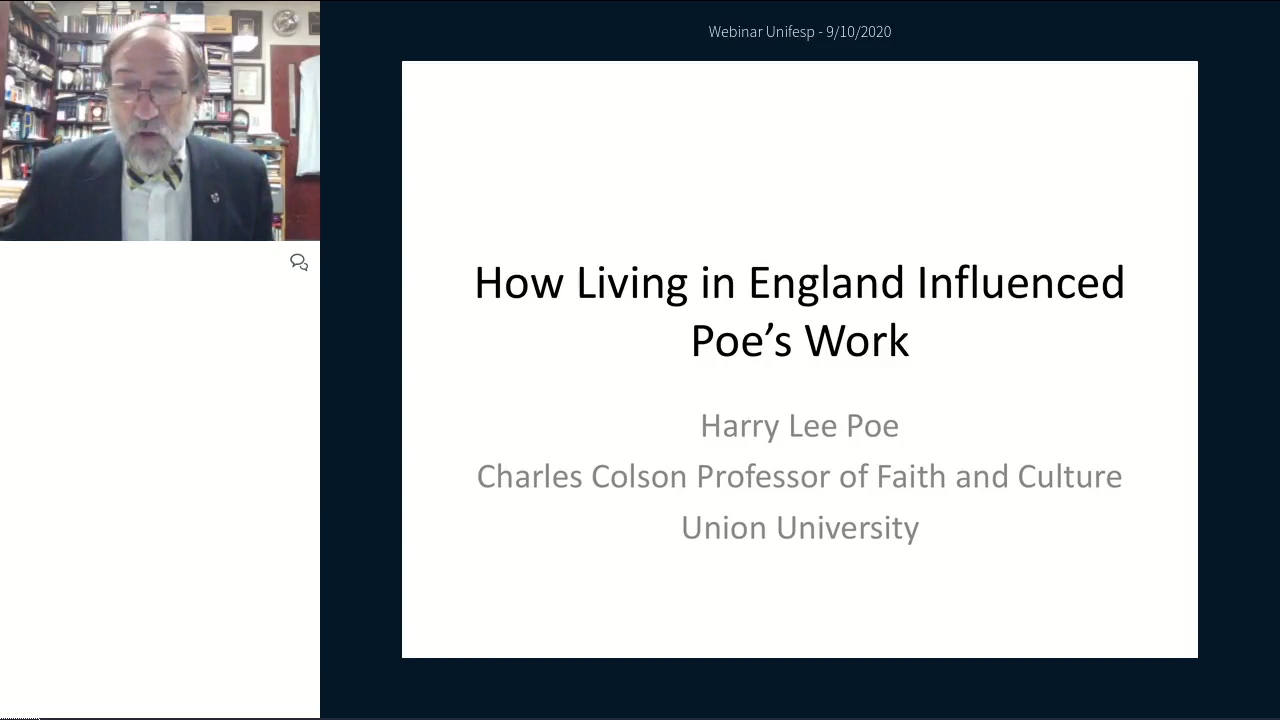 Webinar Unifesp - 9/10/2020
How Living in England Influenced
Poe's Work
Harry Lee Poe
Charles Colson Professor of Faith and Culture
Union University